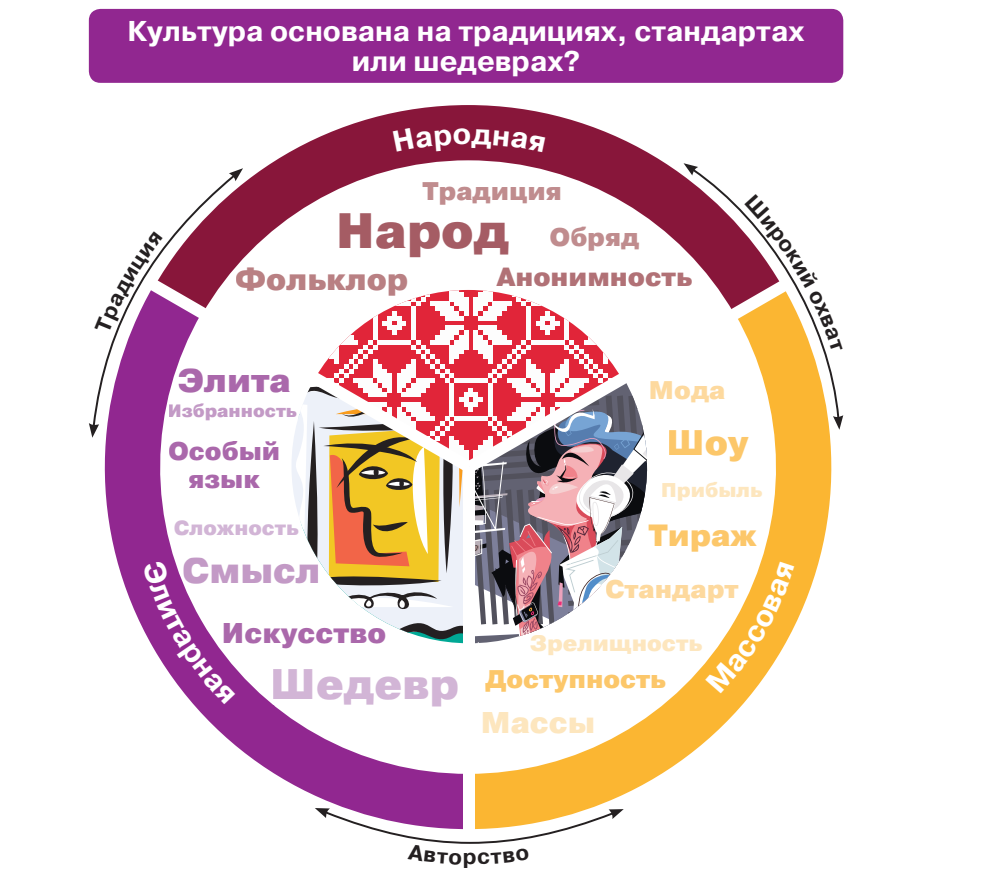 Культура основана на традициях, стандартах
или шедеврах?
Народная
Традиция
Широкий охват
Традиция
Народ
Обряд
Фольклор
Анонимность
Элита
Избранность
Особый
язык
Сложность
Смысл
Искусство
Шедевр
Элитарная
Мода
Шоу
Прибыль
Тираж
Стандарт
Зрелищность
Доступность
Массы
Массовая
Авторство